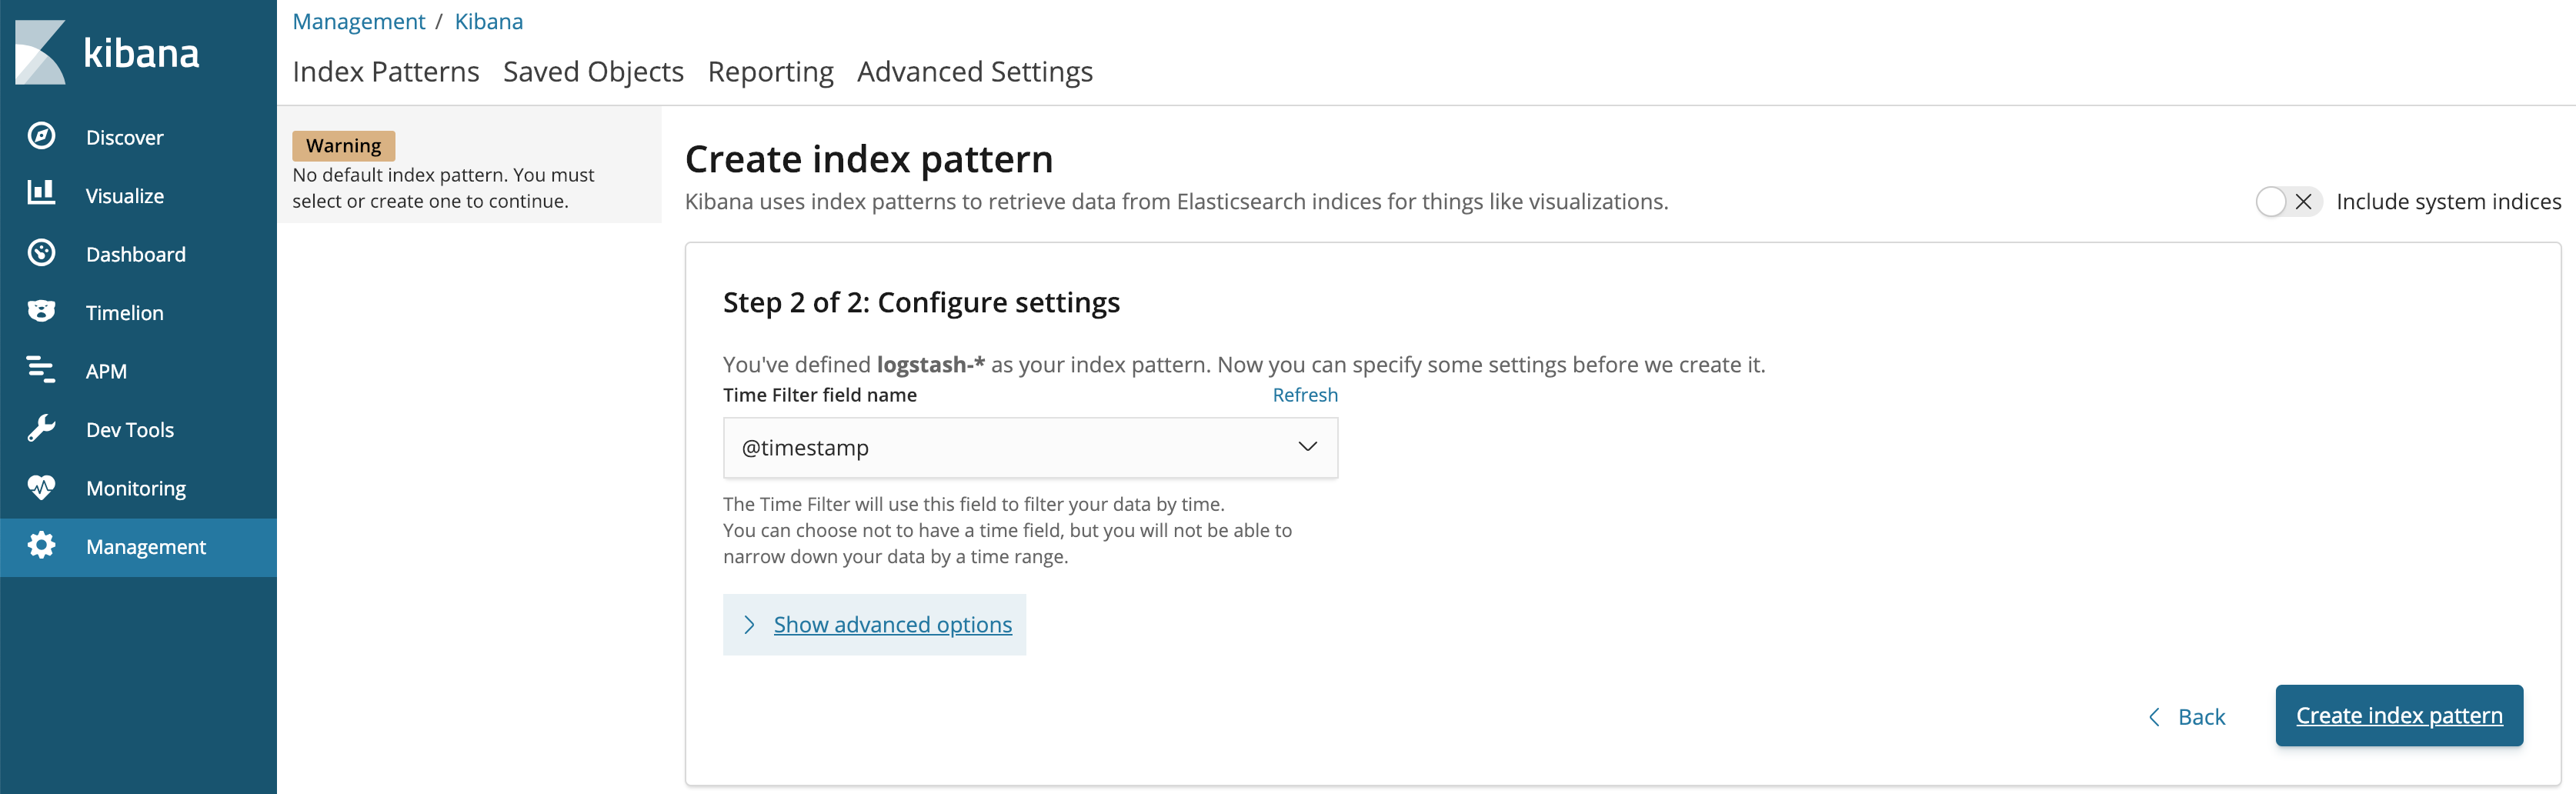 kibana
Discover
Visualize
Dashboard
Timelion
APM
Dev Tools
Monitoring
Management
Management / Kibana
Index Patterns Saved Objects Reporting Advanced Settings
Warning
No default index pattern. You must
select or create one to continue.
Create index pattern
Kibana uses index patterns to retrieve data from Elasticsearch indices for things like visualizations.
Include system indices
Step 2 of 2: Configure settings
You've defined logstash-* as your index pattern. Now you can specify some settings before we create it.
Time Filter field name Refresh
@timestamp
The Time Filter will use this field to filter your data by time.
You can choose not to have a time field, but you will not be able to
narrow down your data by a time range.
Show advanced options
Back
Create index pattern